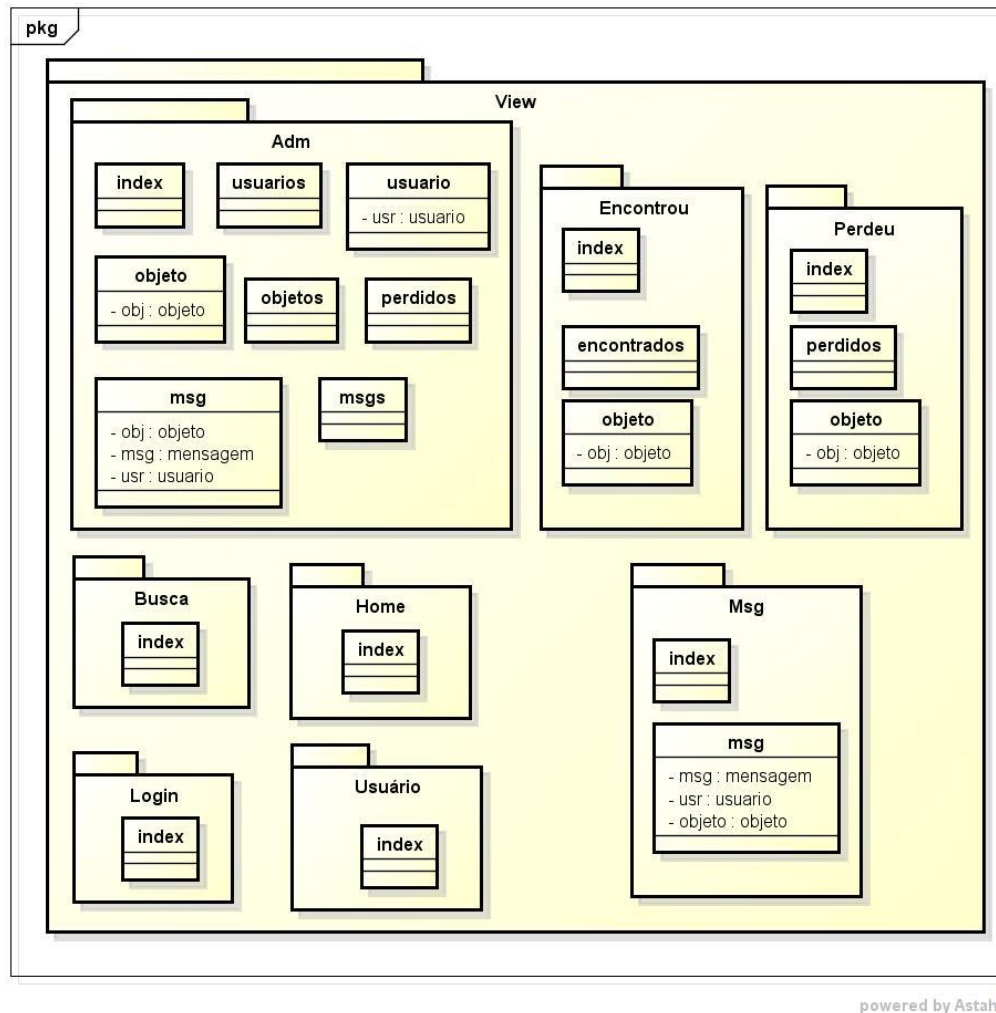 pkg
View
Adm
index
usuarios
usuario
- usr : usuario
objeto
- obj : objeto
objetos
perdidos
msg
- obj : objeto
- msg : mensagem
- usr : usuario
msgs
Encontrou
index
encontrados
objeto
- obj : objeto
Perdeu
index
perdidos
objeto
- obj : objeto
Busca
index
Home
index
Msg
index
msg
- msg : mensagem
- usr : usuario
- objeto : objeto
Login
index
Usuário
index
powered by Astah